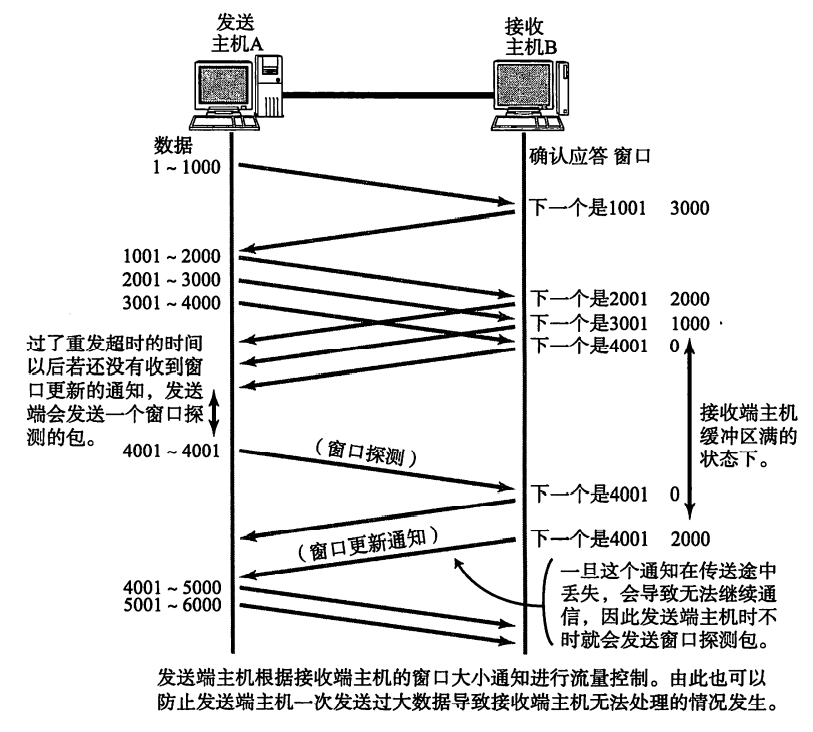 发送
主机A
接收
主机B
数据
确认应答 窗口
1~1000
下一个是1001 3000
1001~2000
2001~3000
3001~4000
下一个是2001 2000
下一个是3001 1000
下一个是4001 0
过了重发超时的时间
以后若还没有收到窗
口更新的通知，发送
端会发送一个窗口探
测的包。
接收端主机
缓冲区满的
状态下。
4001~4001
（窗口探测）
下一个是4001 0
下一个是4001 2000
（窗口更新通知）
一旦这个通知在传送途中
丢失，会导致无法继续通
信，因此发送端主机时不
时就会发送窗口探测包。
4001~5000
5001~6000
发送端主机根据接收端主机的窗口大小通知进行流量控制。由此也可以
防止发送端主机一次发送过大数据导致接收端主机无法处理的情况发生。